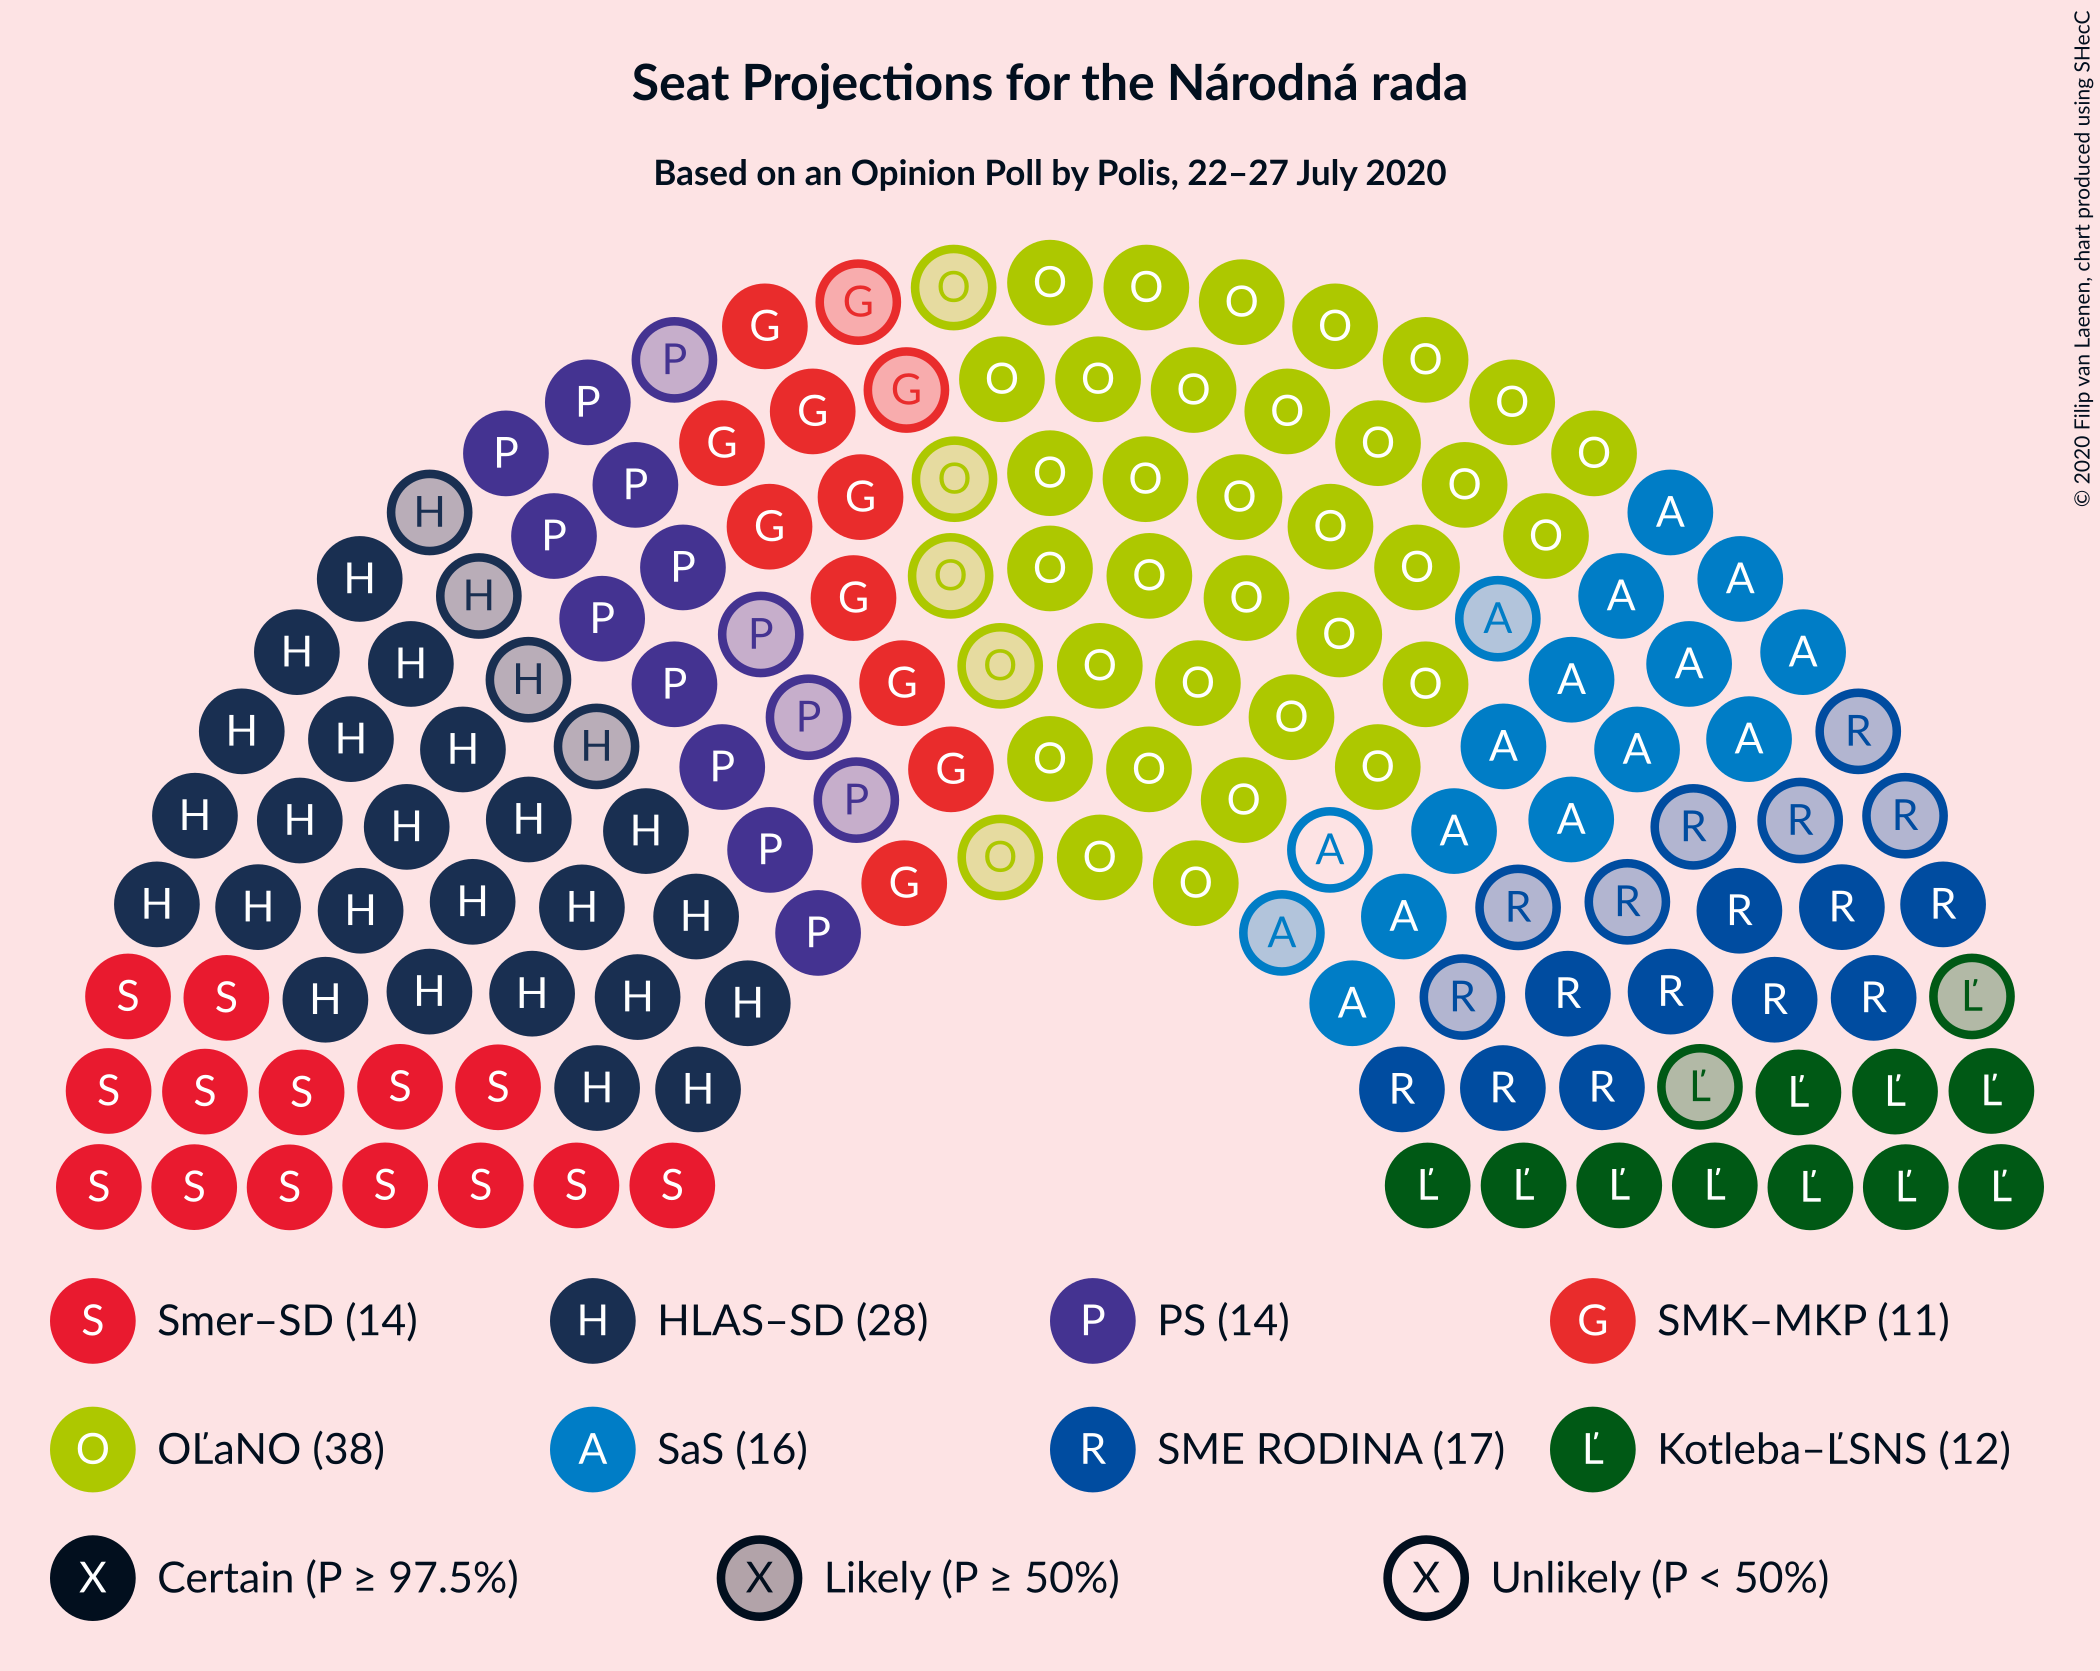 Seat Projections for the Národná rada
Based on an Opinion Poll by Polis, 22–27 July 2020
© 2020 Filip van Laenen, chart produced using SHecC
O O O O O
G G O O O
P G G O O O O O O
P G O O O O O
P P G G O O O O O O
H P G O O O O A
H P P G O O O O O A
H H P P G O O O O A A
H H P P G O O O O A A A
H H H P P O O O A A A R
H H H H H P P O O A A A R R R
H H H H H H P G O O A A R R R R R
S S H H H H H P A A R R R R R Ľ
S S S S S H H R R R Ľ Ľ Ľ Ľ
S S S S S S S Ľ Ľ Ľ Ľ Ľ Ľ Ľ
S Smer–SD (14) H HLAS–SD (28) P PS (14) G SMK–MKP (11)
O OĽaNO (38) A SaS (16) R SME RODINA (17) Ľ Kotleba–ĽSNS (12)
X Certain (P ≥ 97.5%) X Likely (P ≥ 50%) X Unlikely (P < 50%)